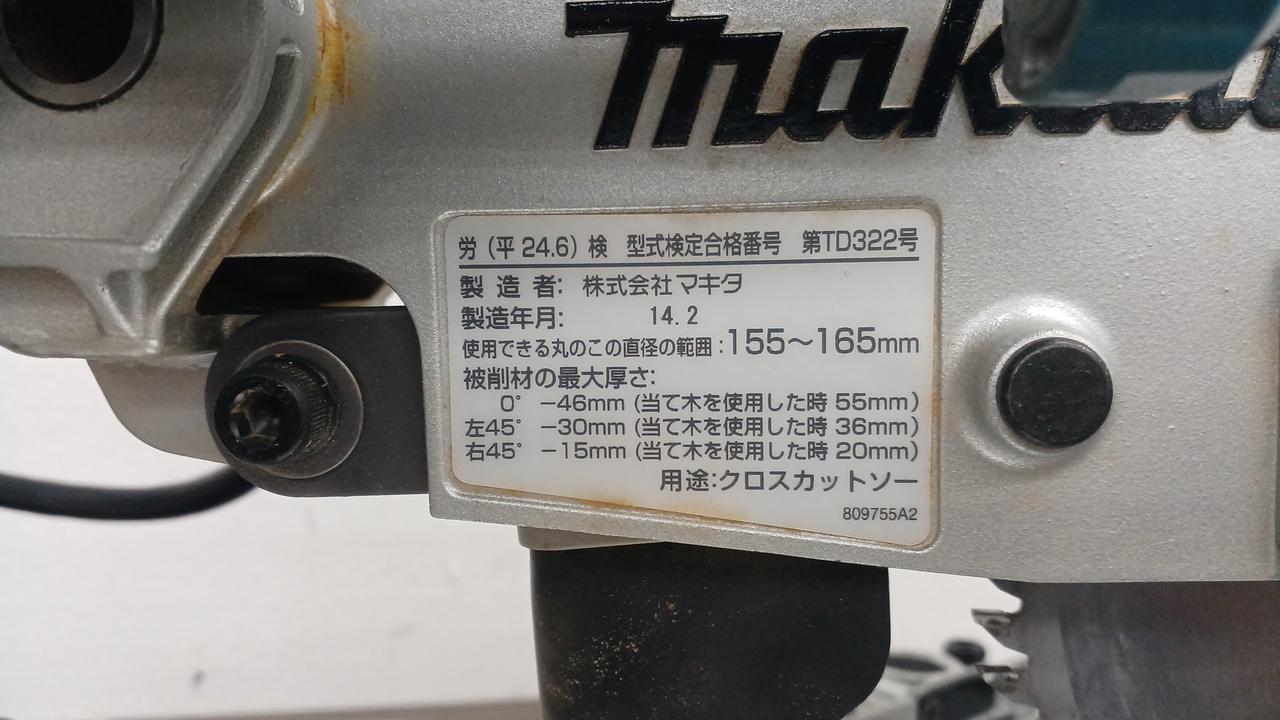 makita
労（平 24.6）検　型式検定合格番号　第TD322号
製 造 者: 株式会社マキタ
製造年月: 14.2
使用できる丸のこの直径の範囲:155～165mm
被削材の最大厚さ:
0° －46mm（当て木を使用した時 55mm）
左45° －30mm（当て木を使用した時 36mm）
右45° －15mm（当て木を使用した時 20mm）
用途:クロスカットソー
809755A2